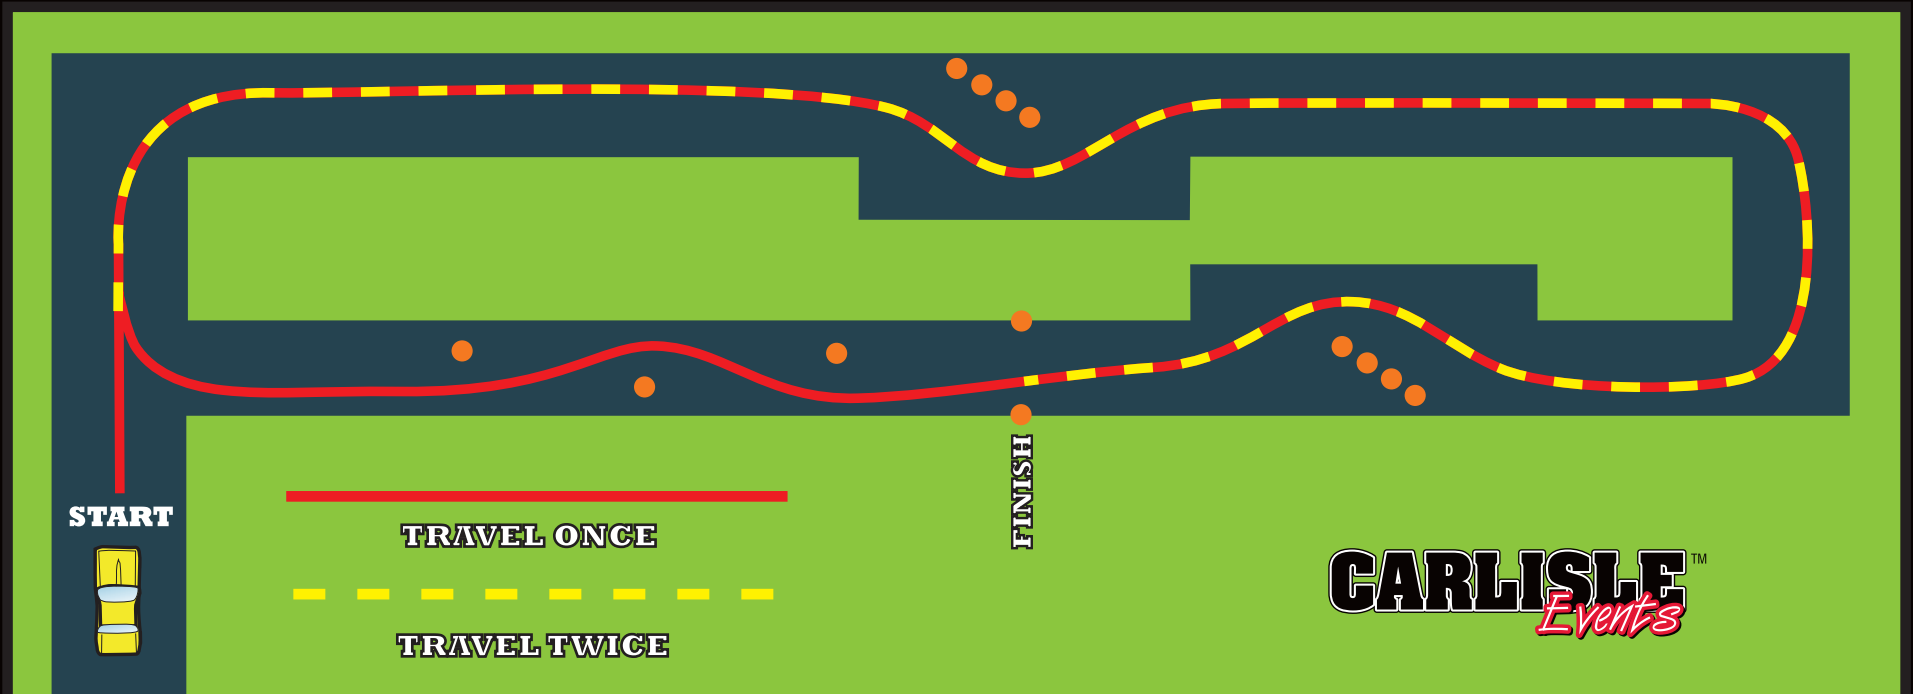 START
FINISH
TRAVEL ONCE
TRAVEL TWICE
CARLISLE™
Events